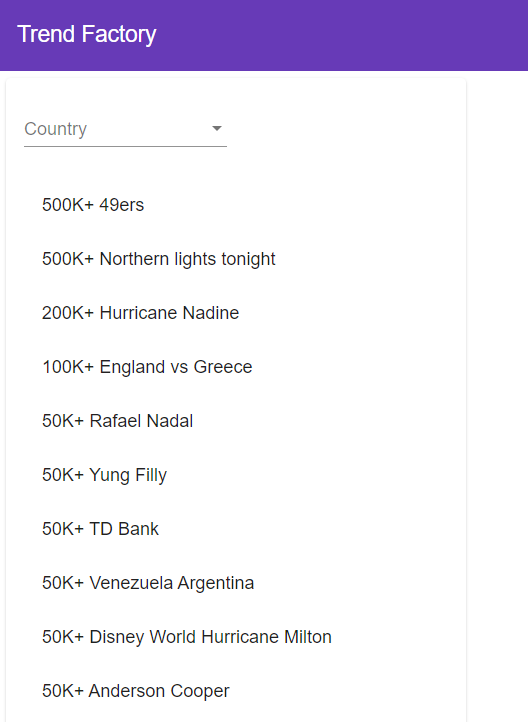 Trend Factory
Country
500K+ 49ers
500K+ Northern lights tonight
200K+ Hurricane Nadine
100K+ England vs Greece
50K+ Rafael Nadal
50K+ Yung Filly
50K+ TD Bank
50K+ Venezuela Argentina
50K+ Disney World Hurricane Milton
50K+ Anderson Cooper